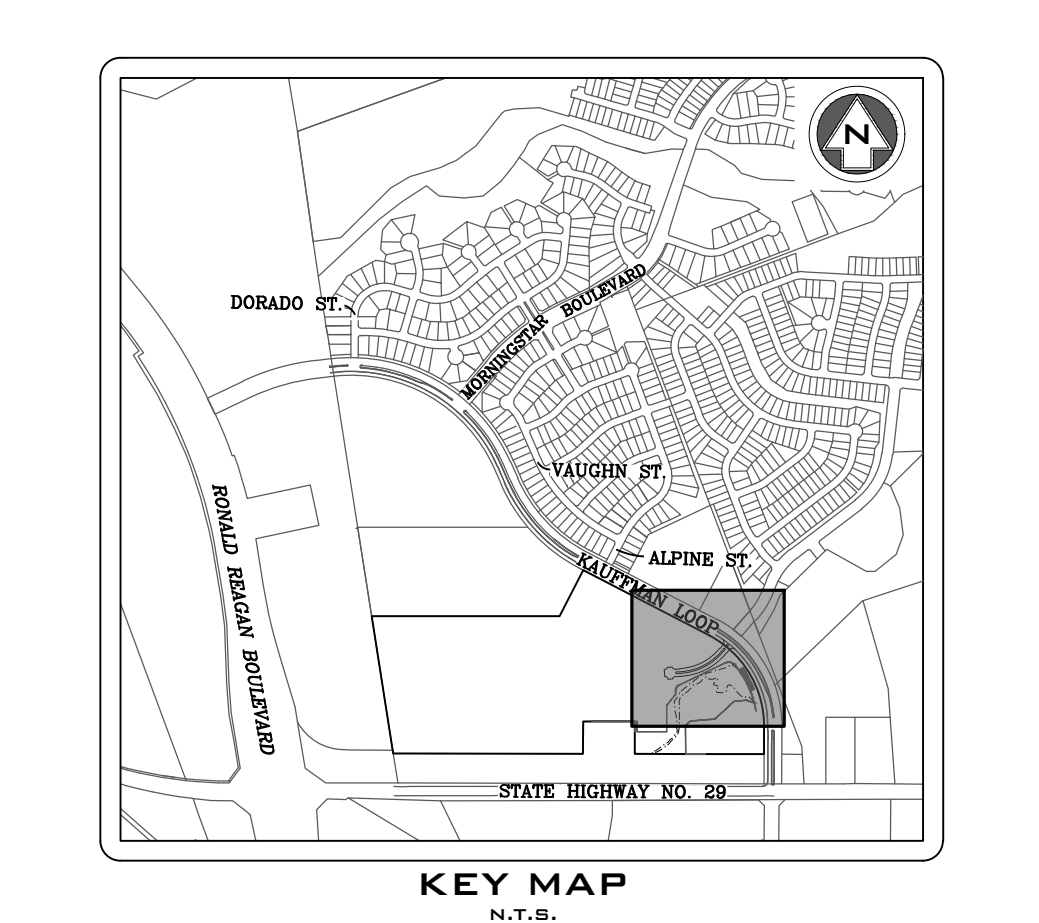 N
DORADO ST.
MORNINGSTAR BOULEVARD
VAUGHN ST.
RONALD REAGAN BOULEVARD
ALPINE ST.
KAUFFMAN LOOP
STATE HIGHWAY NO. 29
KEY MAP
N.T.S.